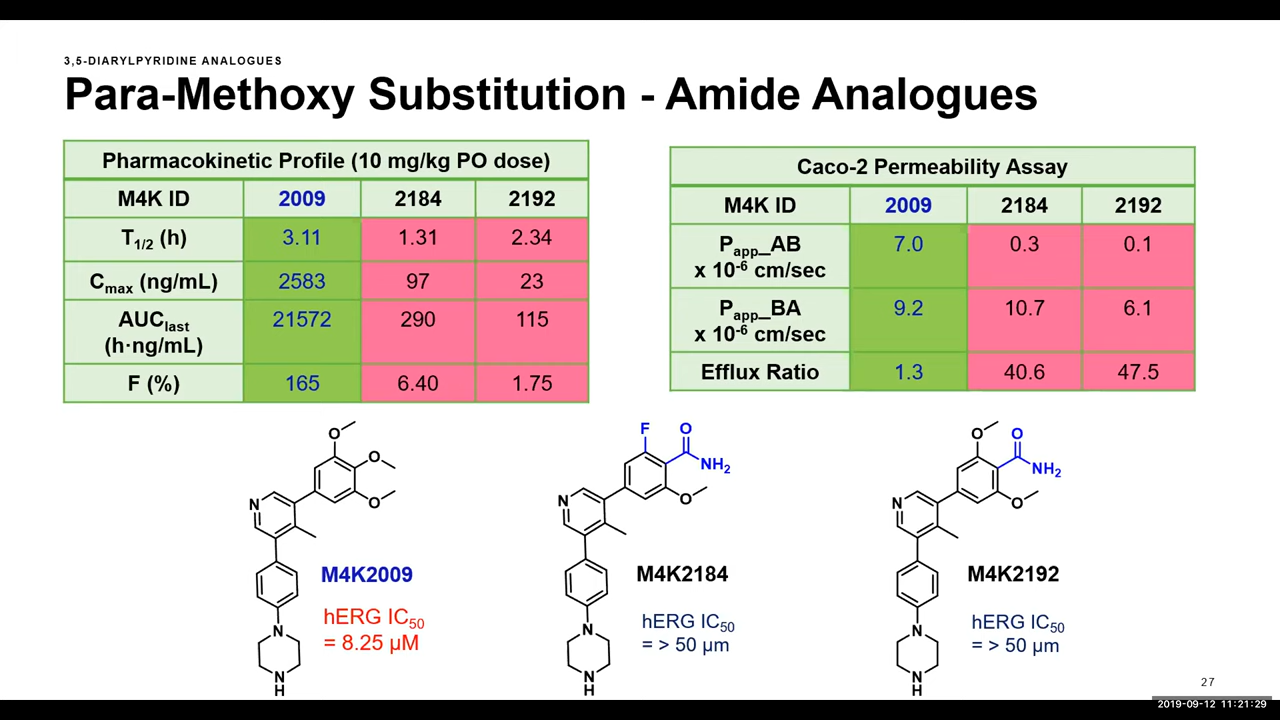 3,5-DIARYLPYRIDINE ANALOGUES
Para-Methoxy Substitution - Amide Analogues
Pharmacokinetic Profile (10 mg/kg PO dose)
M4K ID 2009 2184 2192
T1/2 (h) 3.11 1.31 2.34
Cmax (ng/mL) 2583 97 23
AUClast 21572 290 115
(h·ng/mL)
F (%) 165 6.40 1.75
Caco-2 Permeability Assay
M4K ID 2009 2184 2192
Papp_AB 7.0 0.3 0.1
x 10-6 cm/sec
Papp_BA 9.2 10.7 6.1
x 10-6 cm/sec
Efflux Ratio 1.3 40.6 47.5
O
O
O
N
N
N
H
M4K2009
hERG IC50
= 8.25 µM
F O
NH2
O
N
N
N
H
M4K2184
hERG IC50
= > 50 µm
O O
NH2
O
N
N
N
H
M4K2192
hERG IC50
= > 50 µm
27
2019-09-12 11:21:29